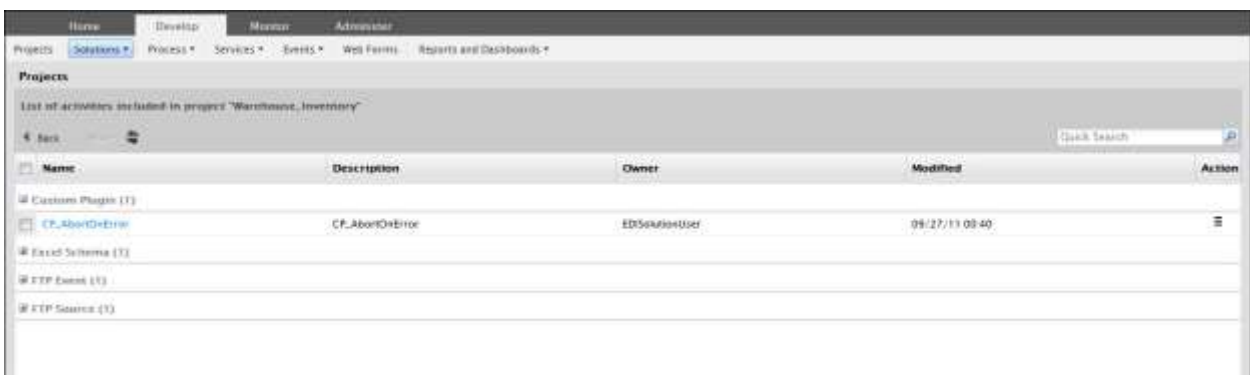 Home Develop Monitor Administer
Projects Solutions Process Services Events Web Forms Reports and Dashboards
Projects
List of activities included in project "Warehouse, Inventory"
Back Quick Search
Name Description Owner Modified Action
Custom Plugin (1)
CP_AbortOnError CP_AbortOnError EDISolutionUser 09/27/11 00:40
Excel Schema (1)
FTP Event (1)
FTP Source (1)